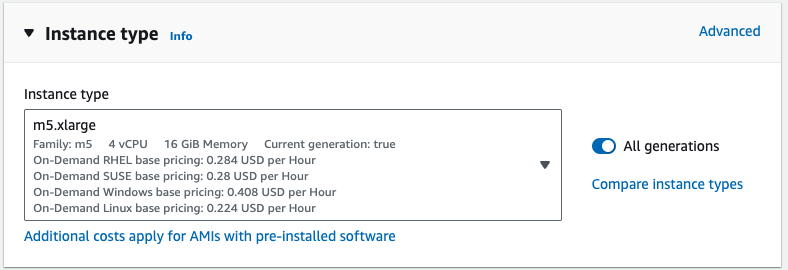 Instance type Info
Advanced
Instance type
m5.xlarge
Family: m5 4 vCPU 16 GiB Memory Current generation: true
On-Demand RHEL base pricing: 0.284 USD per Hour
On-Demand SUSE base pricing: 0.28 USD per Hour
On-Demand Windows base pricing: 0.408 USD per Hour
On-Demand Linux base pricing: 0.224 USD per Hour
All generations
Compare instance types
Additional costs apply for AMIs with pre-installed software